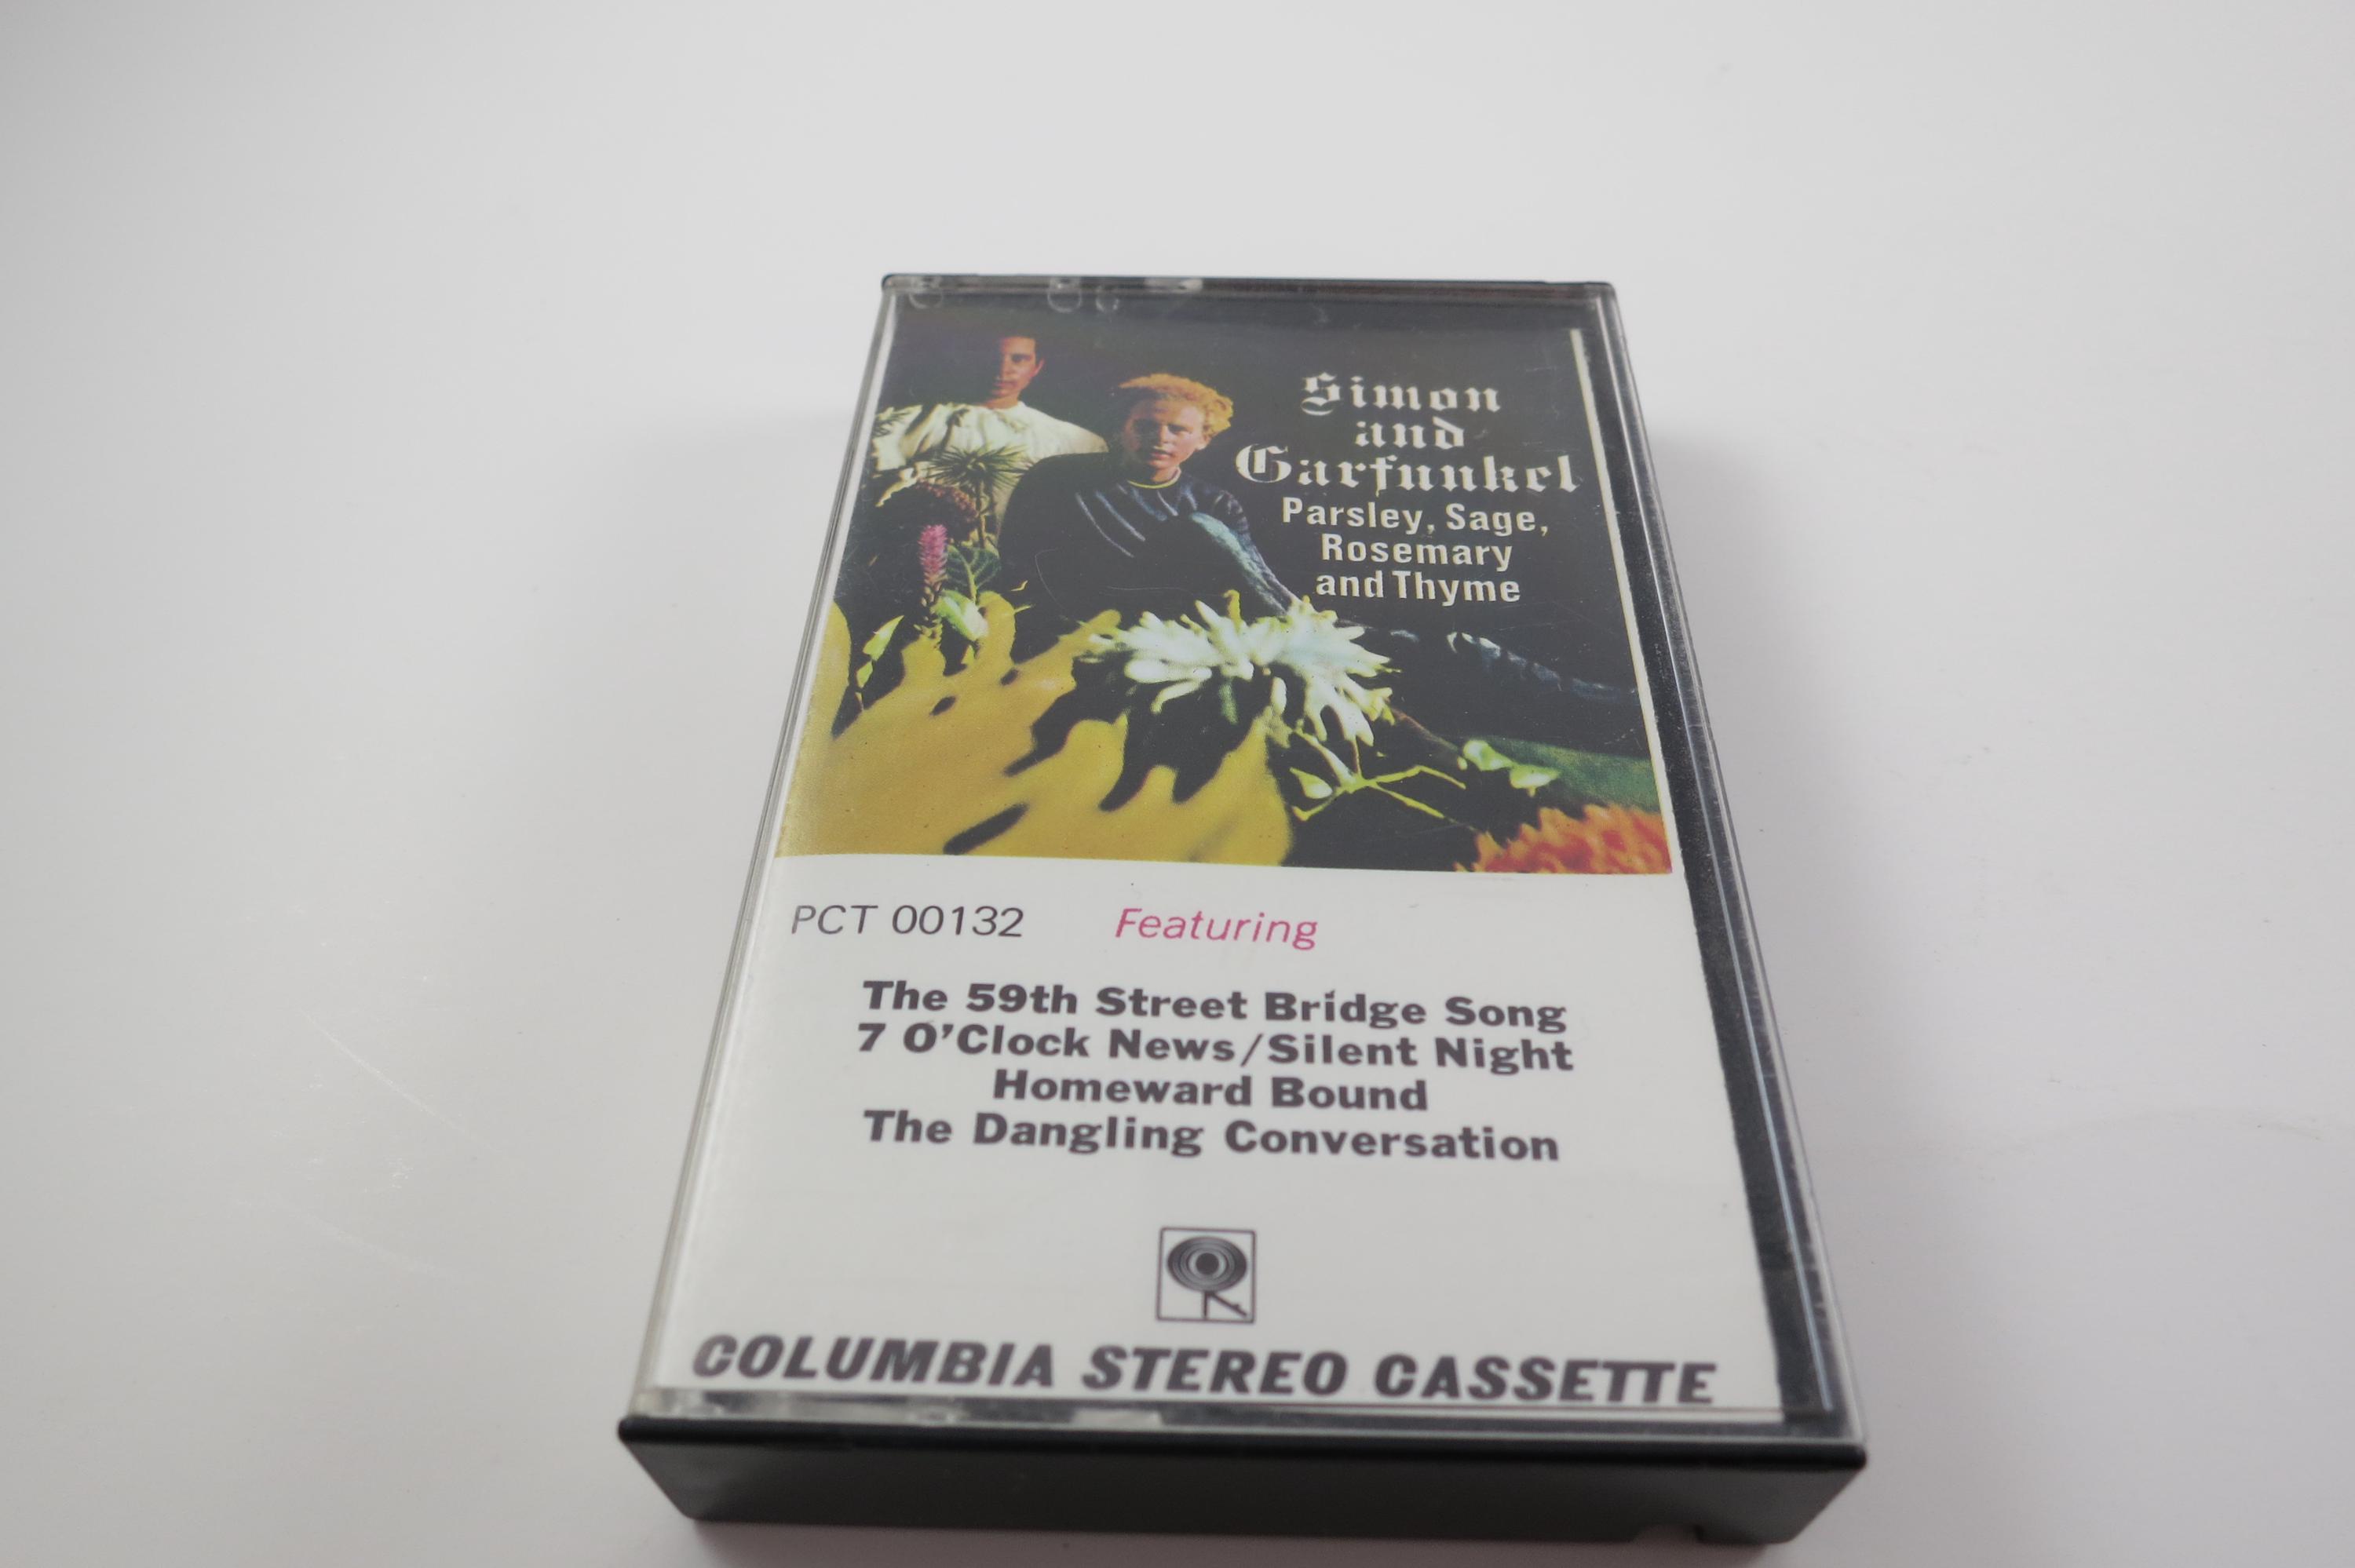 Simon
and
Garfunkel
Parsley, Sage,
Rosemary
and Thyme
PCT 00132 Featuring
The 59th Street Bridge Song
7 O'Clock News/Silent Night
Homeward Bound
The Dangling Conversation
COLUMBIA STEREO CASSETTE